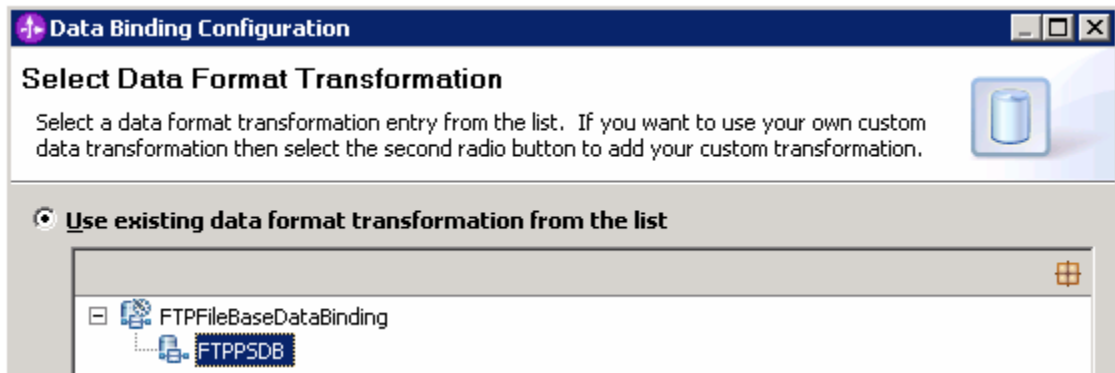 Data Binding Configuration
Select Data Format Transformation
Select a data format transformation entry from the list. If you want to use your own custom
data transformation then select the second radio button to add your custom transformation.
Use existing data format transformation from the list
FTPFileBaseDataBinding
FTPPSDB